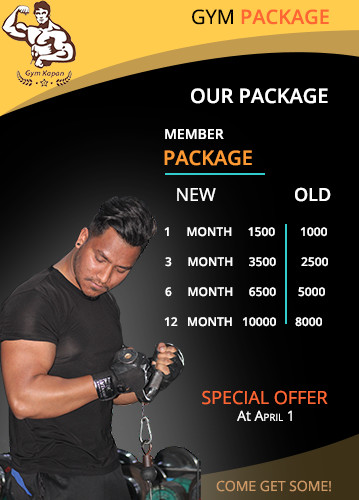 GYM PACKAGE
Gym Kapan
OUR PACKAGE
MEMBER
PACKAGE
NEW OLD
1 MONTH 1500 1000
3 MONTH 3500 2500
6 MONTH 6500 5000
12 MONTH 10000 8000
SPECIAL OFFER
At April 1
COME GET SOME!